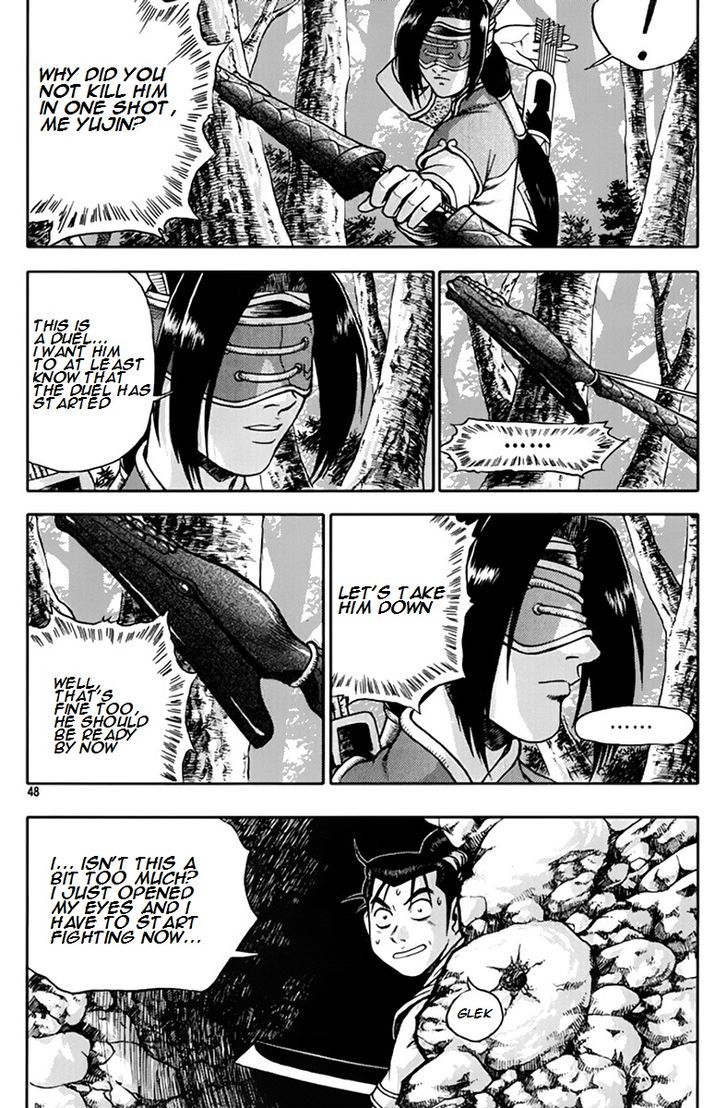 WHY DID YOU
NOT KILL HIM
IN ONE SHOT,
ME YUJIN?
!
THIS IS
A DUEL...
I WANT HIM
TO AT LEAST
KNOW THAT
THE DUEL HAS
STARTED
......
WELL,
THAT'S
FINE TOO,
HE SHOULD
BE READY
BY NOW
LET'S TAKE
HIM DOWN
......
48
I... ISN'T THIS A
BIT TOO MUCH?
I JUST OPENED
MY EYES AND I
HAVE TO START
FIGHTING NOW...
GLEK